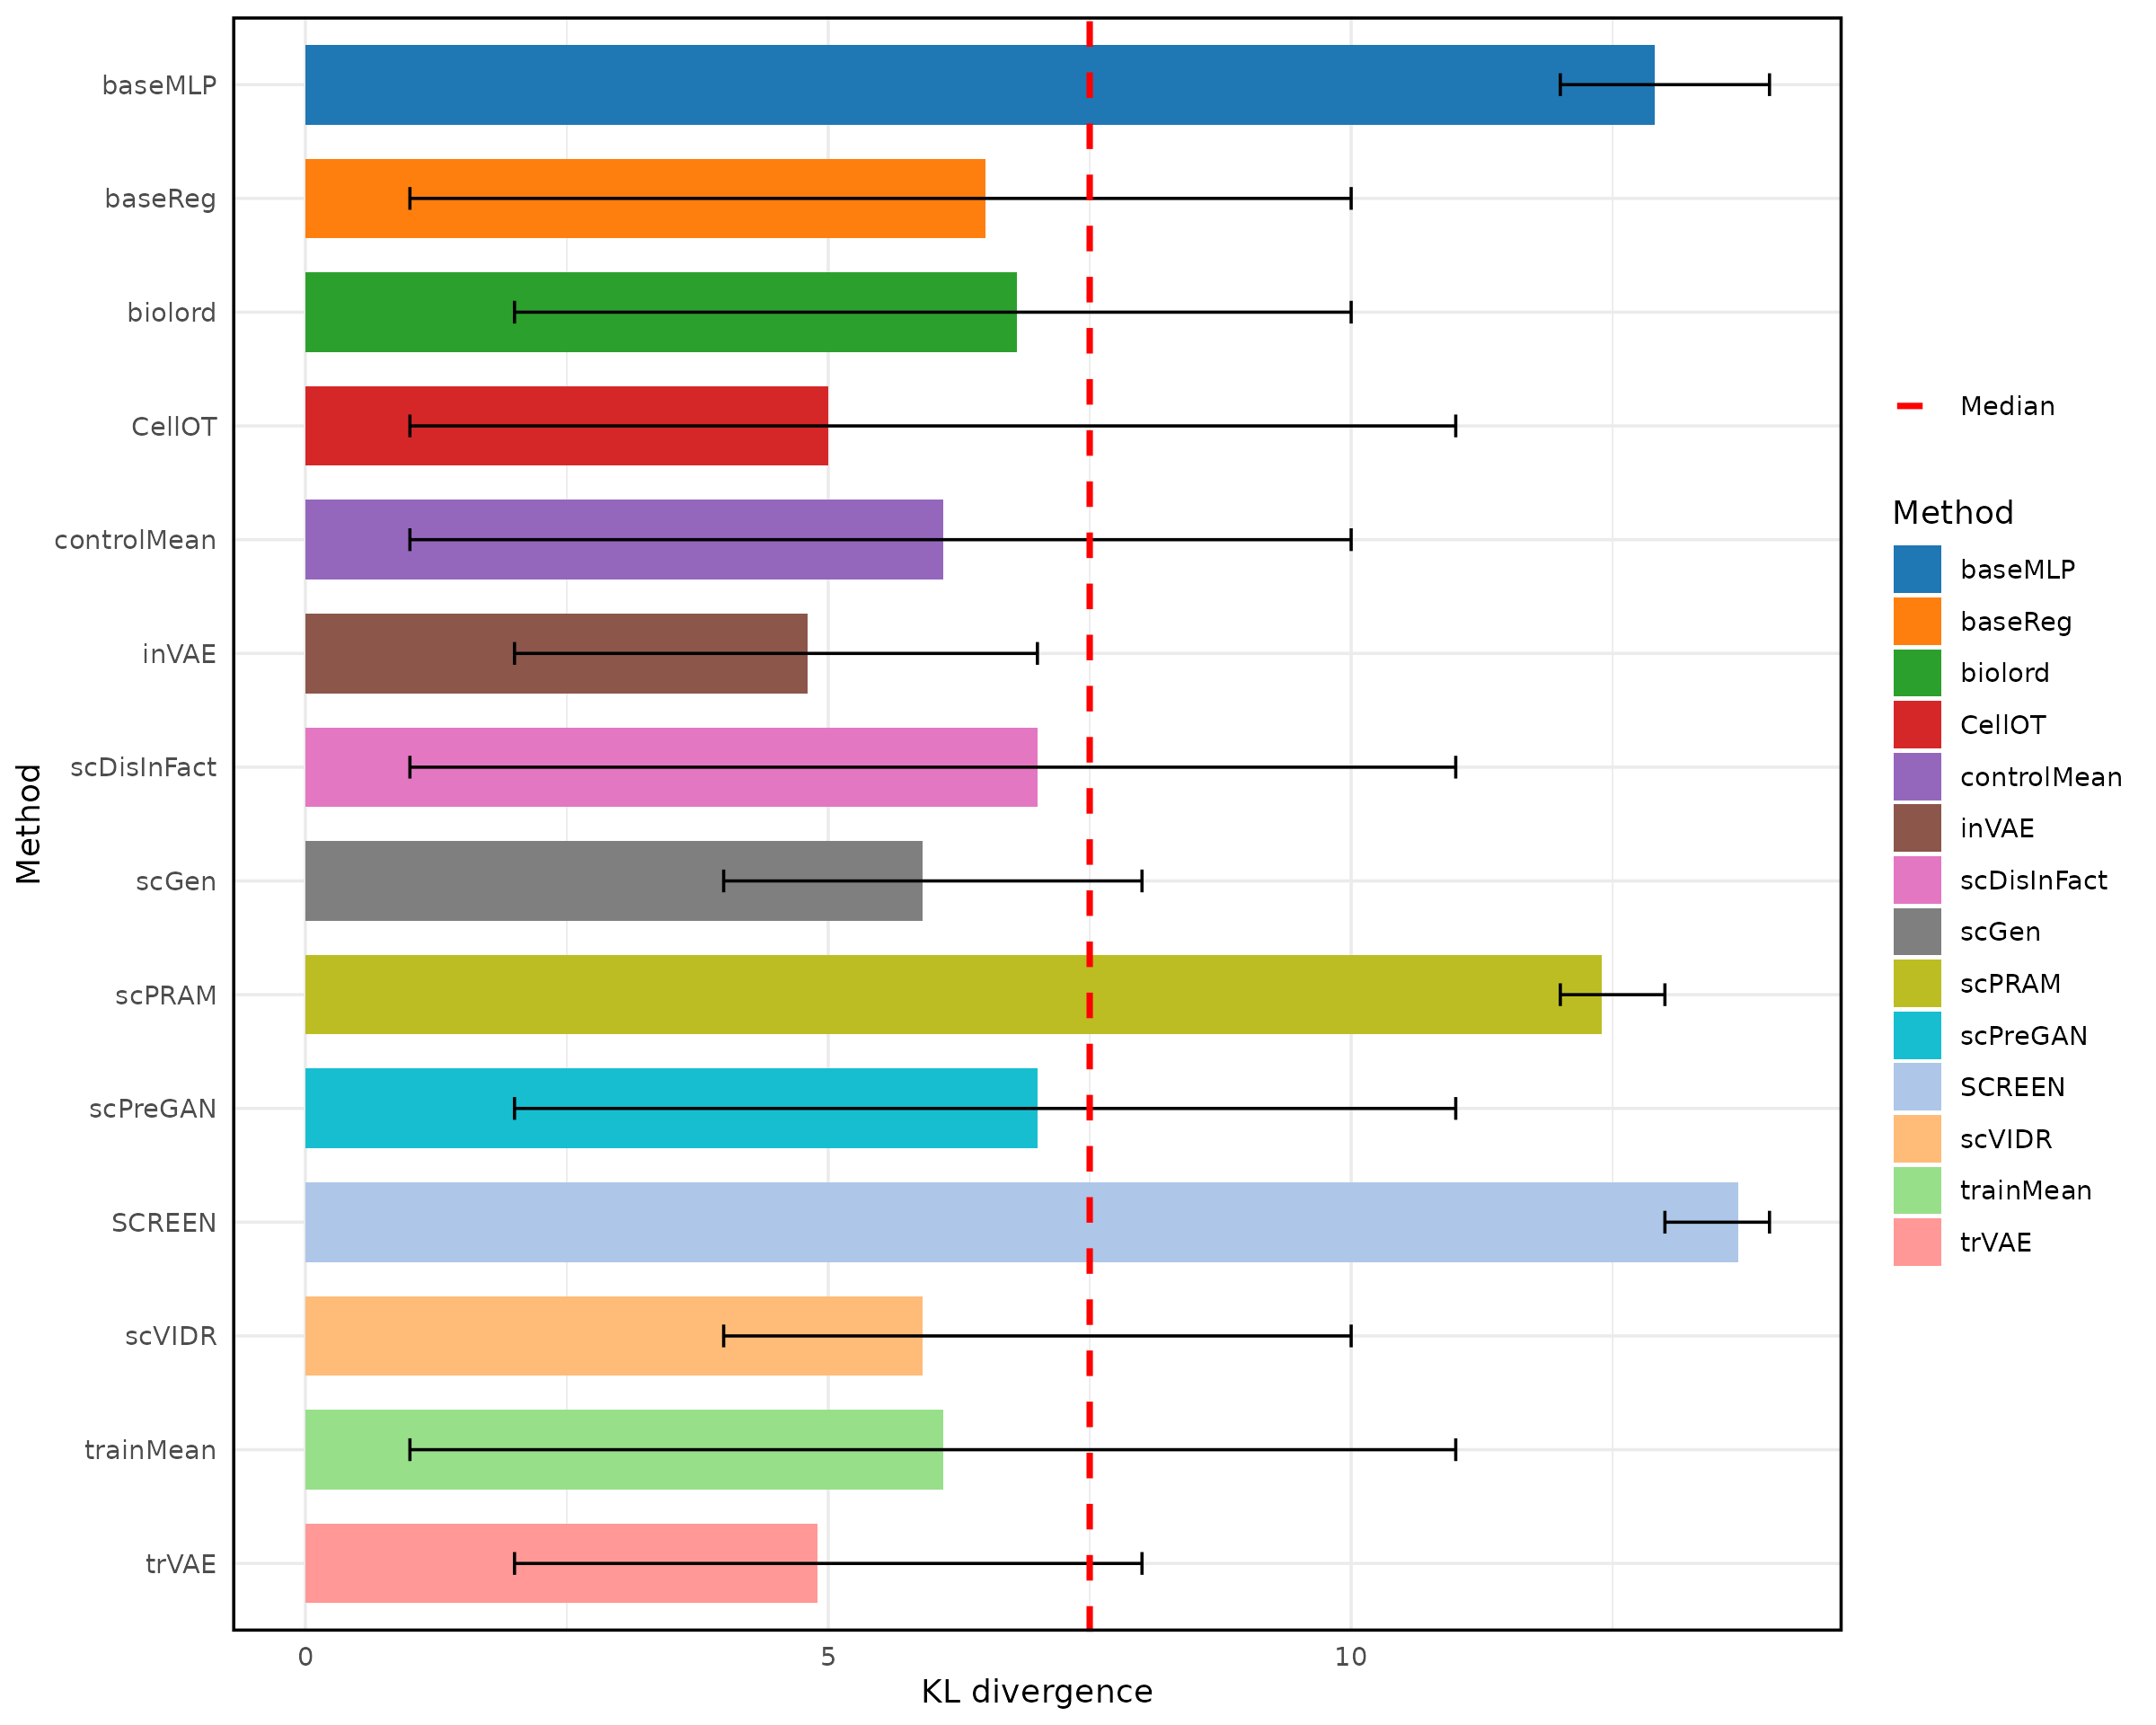 baseMLP
baseReg
biolord
CellOT
controlMean
inVAE
scDisInFact
scGen
scPRAM
scPreGAN
SCREEN
scVIDR
trainMean
trVAE
Method
0 5 10
KL divergence
Median
Method
baseMLP
baseReg
biolord
CellOT
controlMean
inVAE
scDisInFact
scGen
scPRAM
scPreGAN
SCREEN
scVIDR
trainMean
trVAE